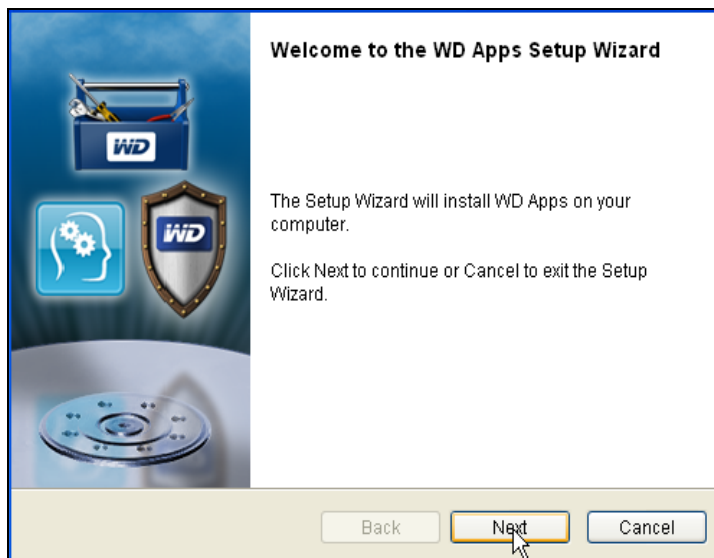 Welcome to the WD Apps Setup Wizard
WD
WD
The Setup Wizard will install WD Apps on your
computer.
Click Next to continue or Cancel to exit the Setup
Wizard.
Back
Next
Cancel